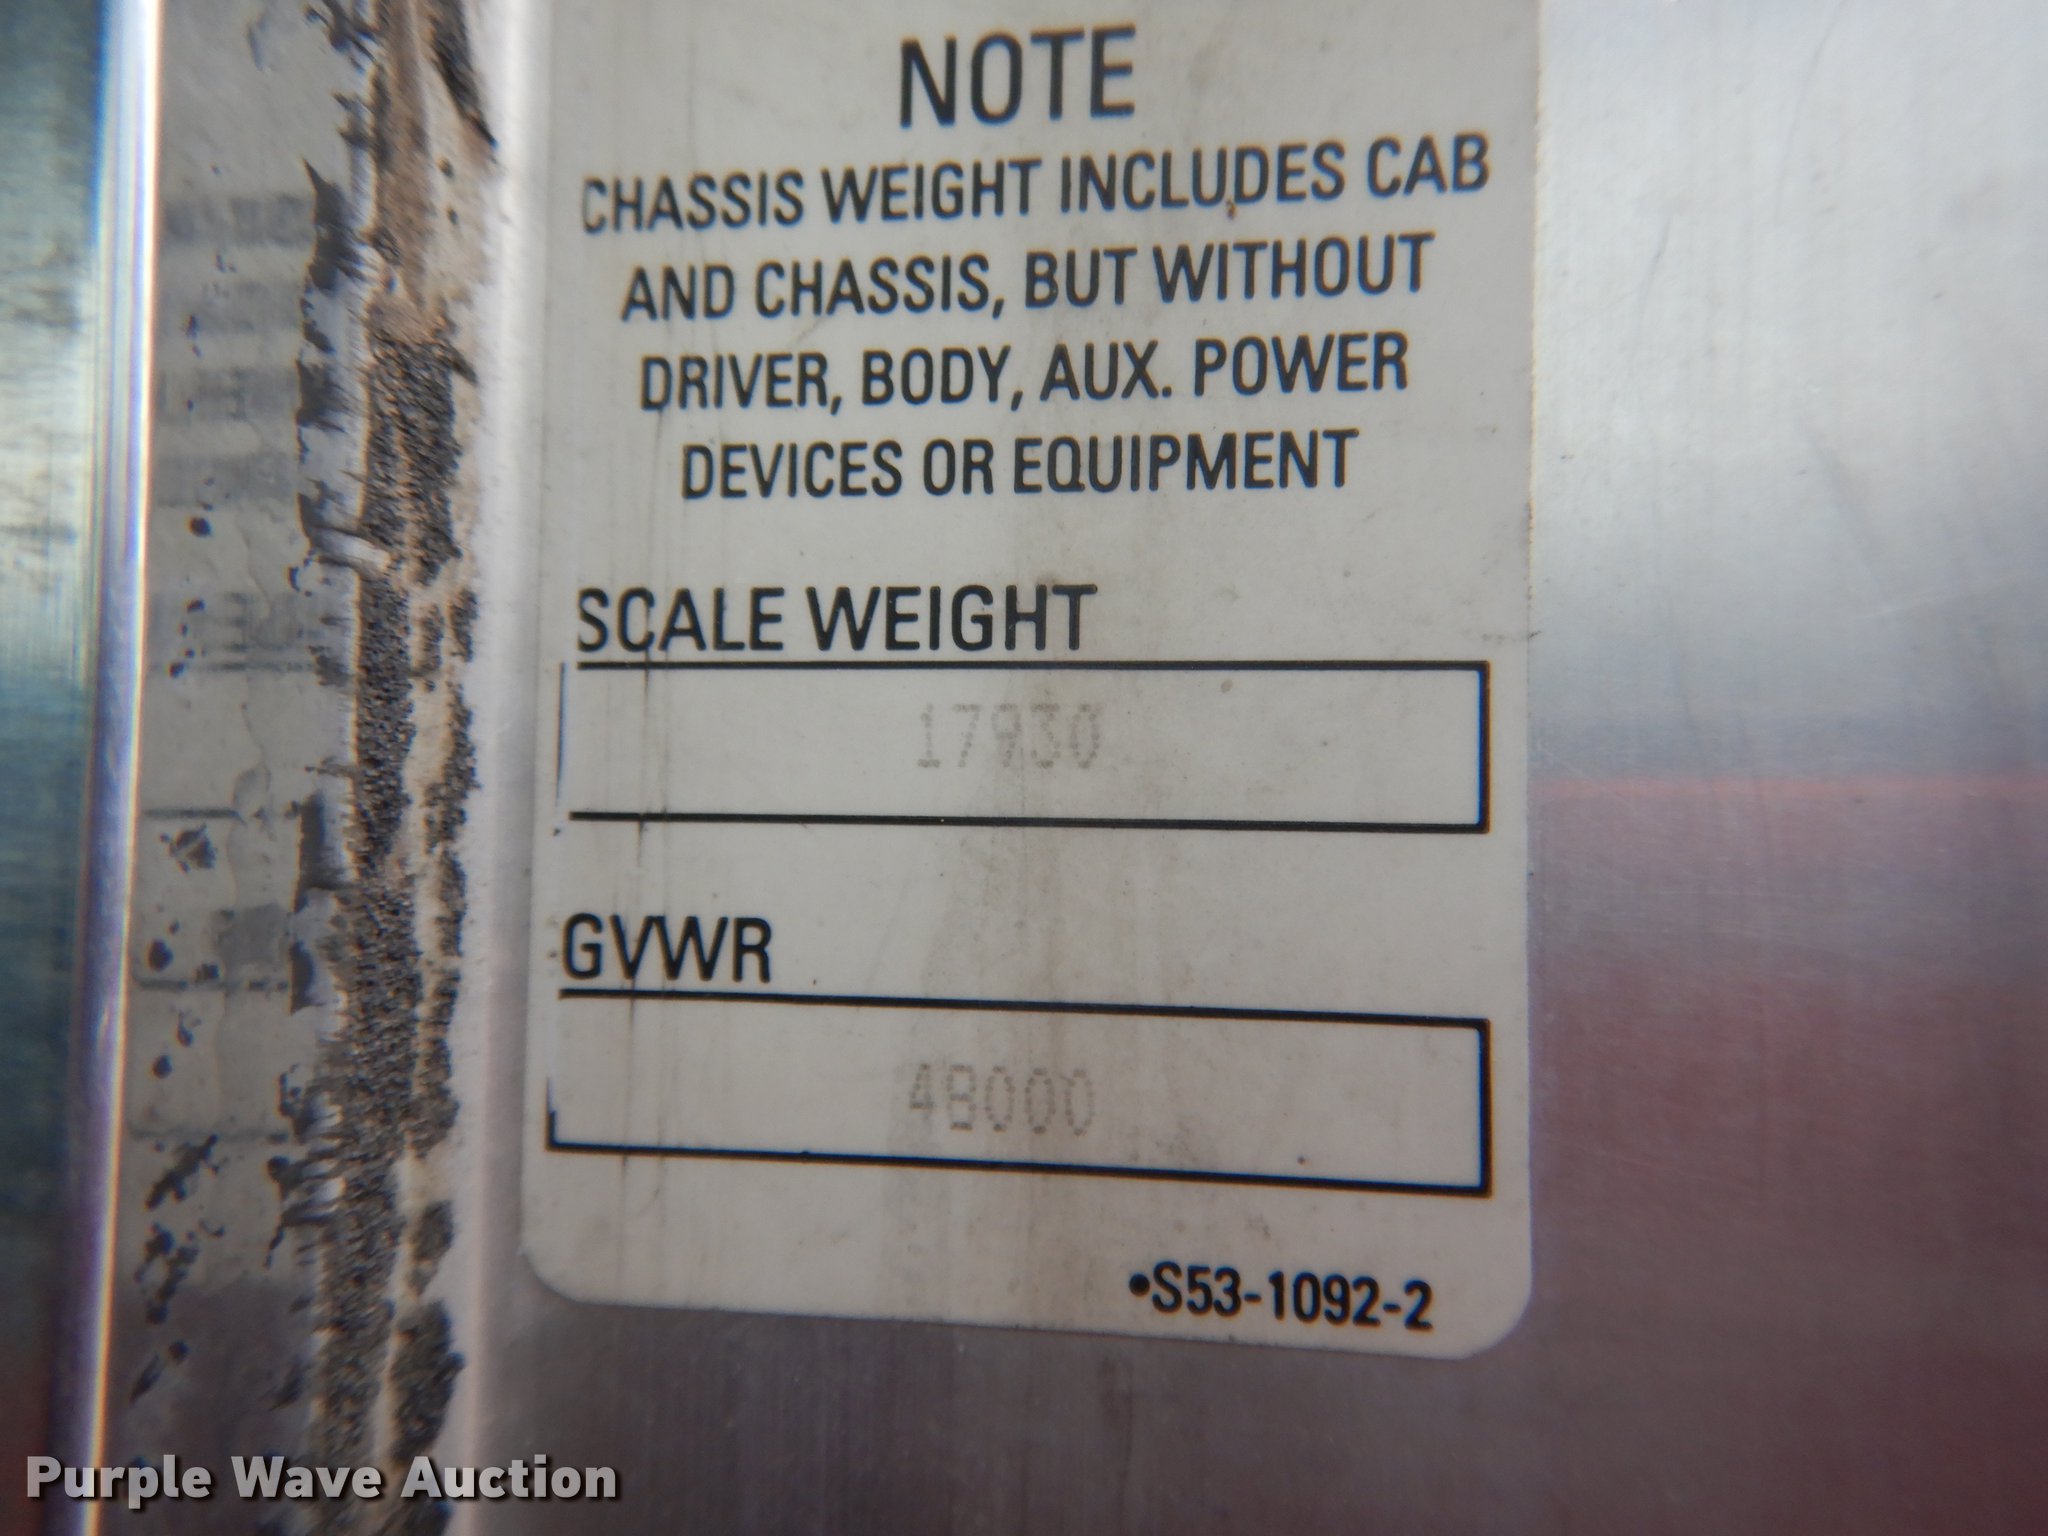 NOTE
CHASSIS WEIGHT INCLUDES CAB
AND CHASSIS, BUT WITHOUT
DRIVER, BODY, AUX. POWER
DEVICES OR EQUIPMENT
SCALE WEIGHT
17930
GVWR
48000
•S53-1092-2
Purple Wave Auction